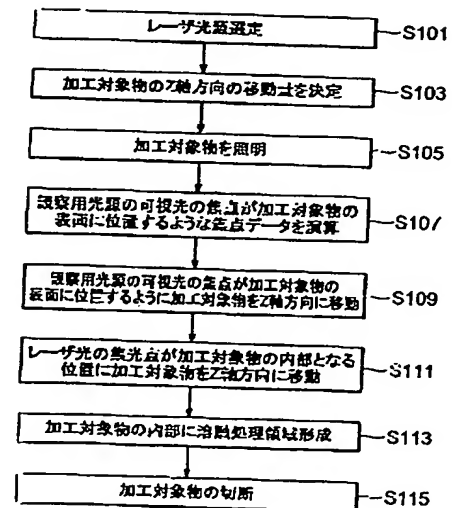 レーザ光源選定
S101
加工対象物のZ軸方向の移動量を決定
S103
加工対象物を照明
S105
観察用光源の可視光の焦点が加工対象物の
表面に位置するような焦点データを演算
S107
観察用光源の可視光の焦点が加工対象物の
表面に位置するように加工対象物をZ軸方向に移動
S109
レーザ光の集光点が加工対象物の内部となる
位置に加工対象物をZ軸方向に移動
S111
加工対象物の内部に溶融処理領域形成
S113
加工対象物の切断
S115